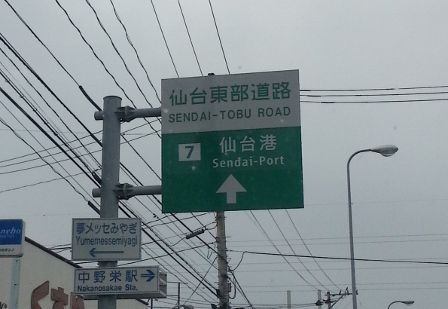 仙台東部道路
SENDAI-TOBU ROAD
7 仙台港
Sendai-Port
夢メッセみやぎ
Yumemessemiyagi
中野栄駅
Nakanosakae Sta.